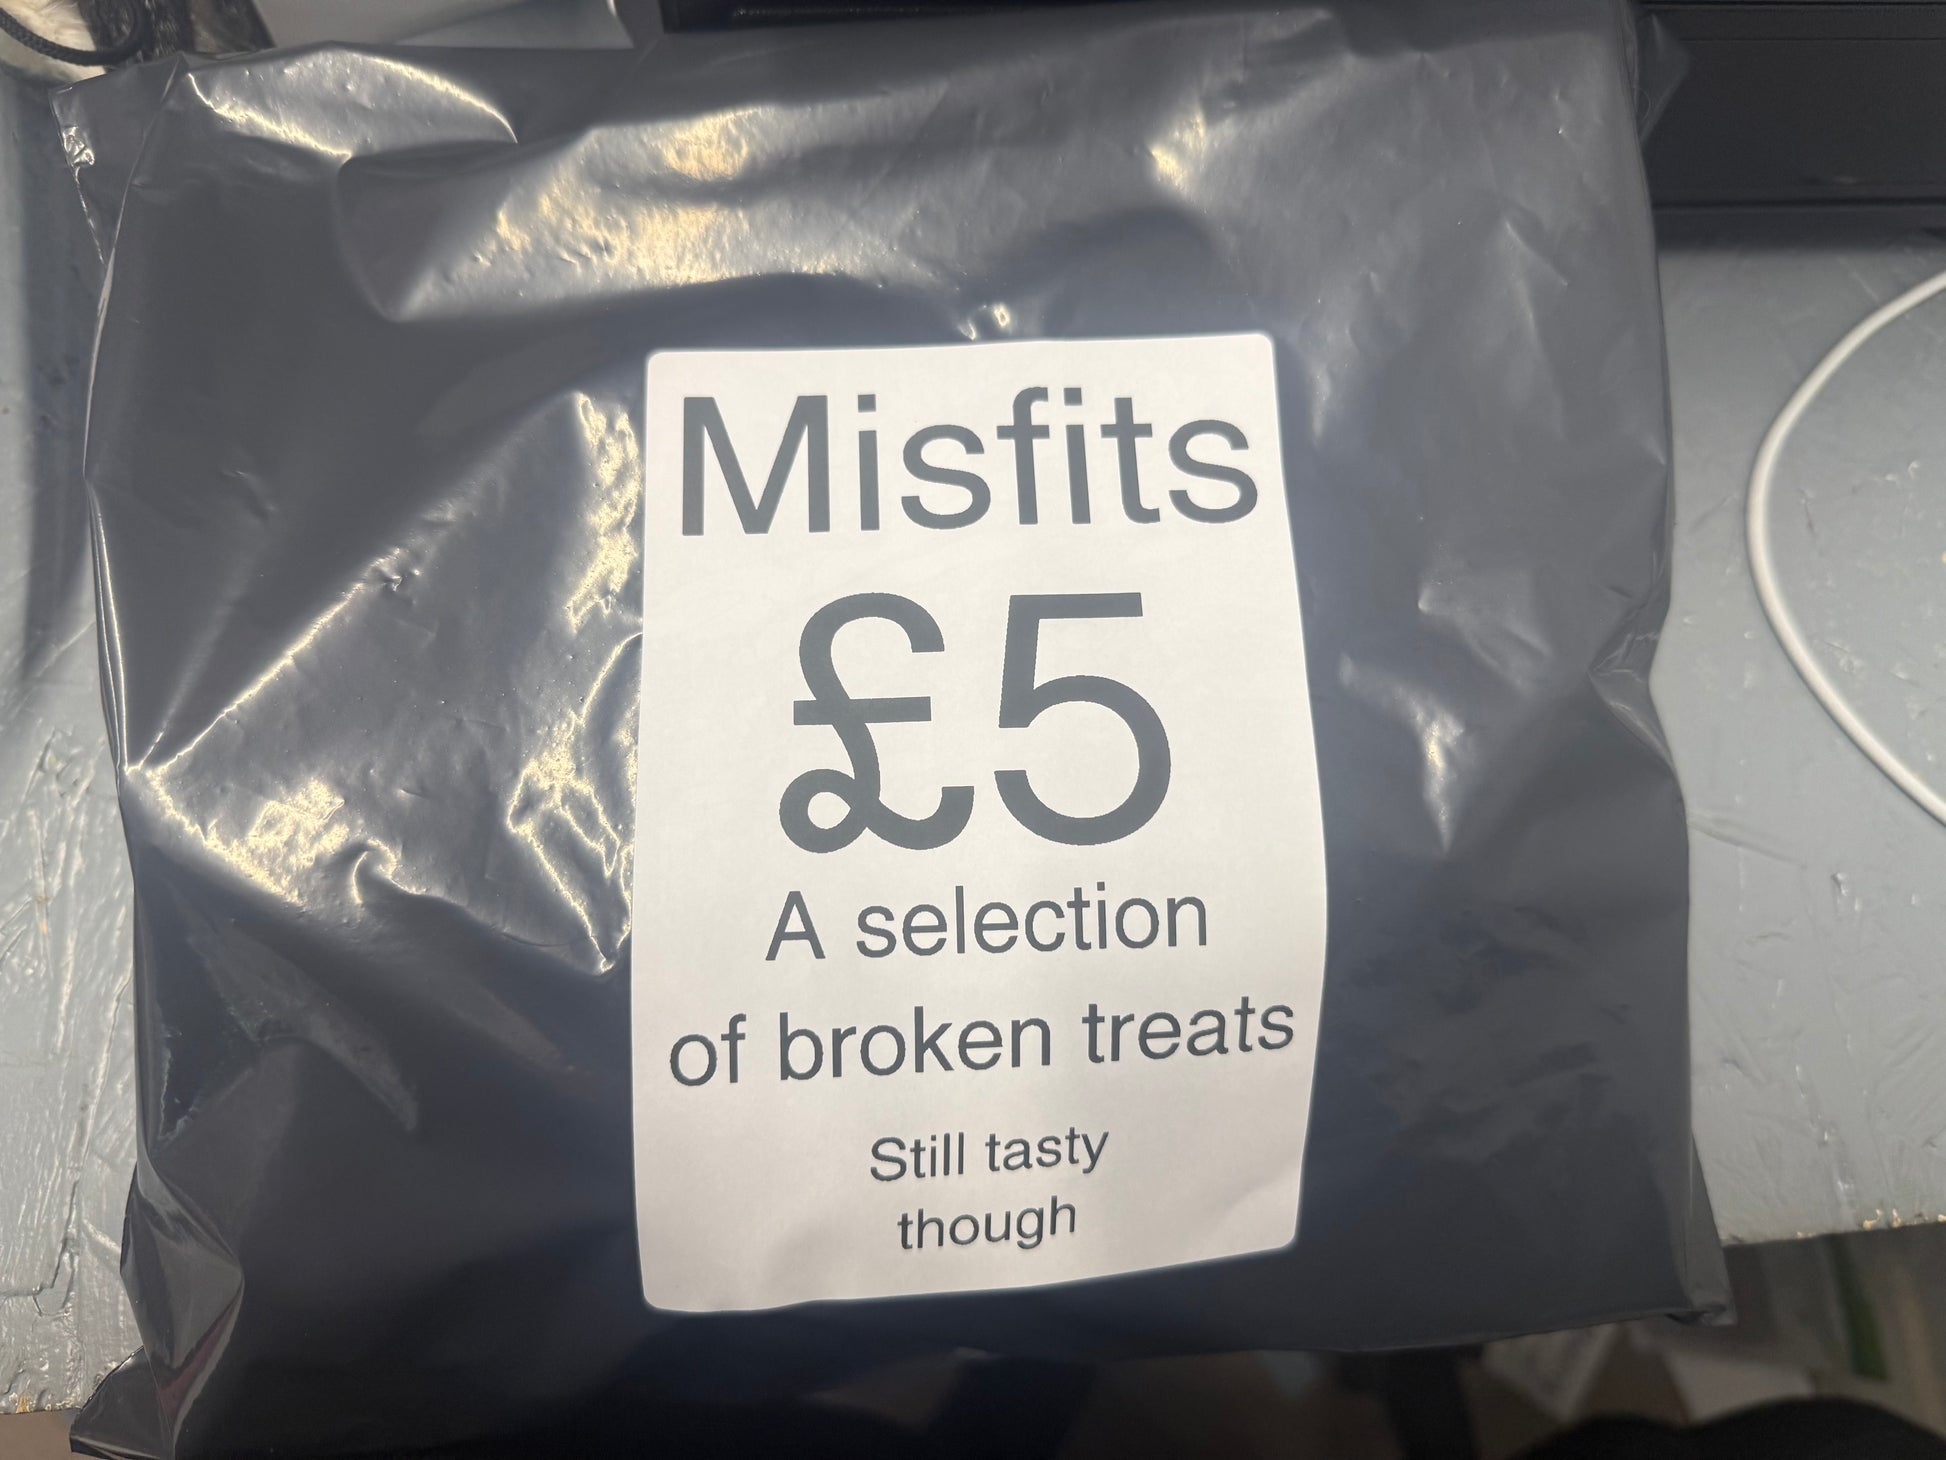 Misfits
£5
A selection
of broken treats
Still tasty
though